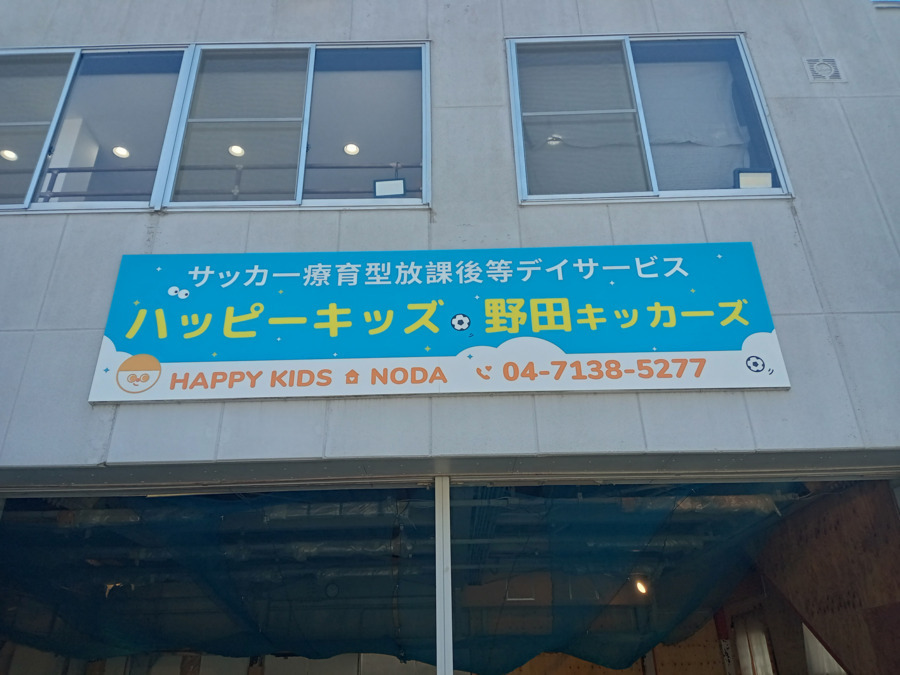 サッカー療育型放課後等デイサービス
ハッピーキッズ 野田キッカーズ
HAPPY KIDS NODA 04-7138-5277